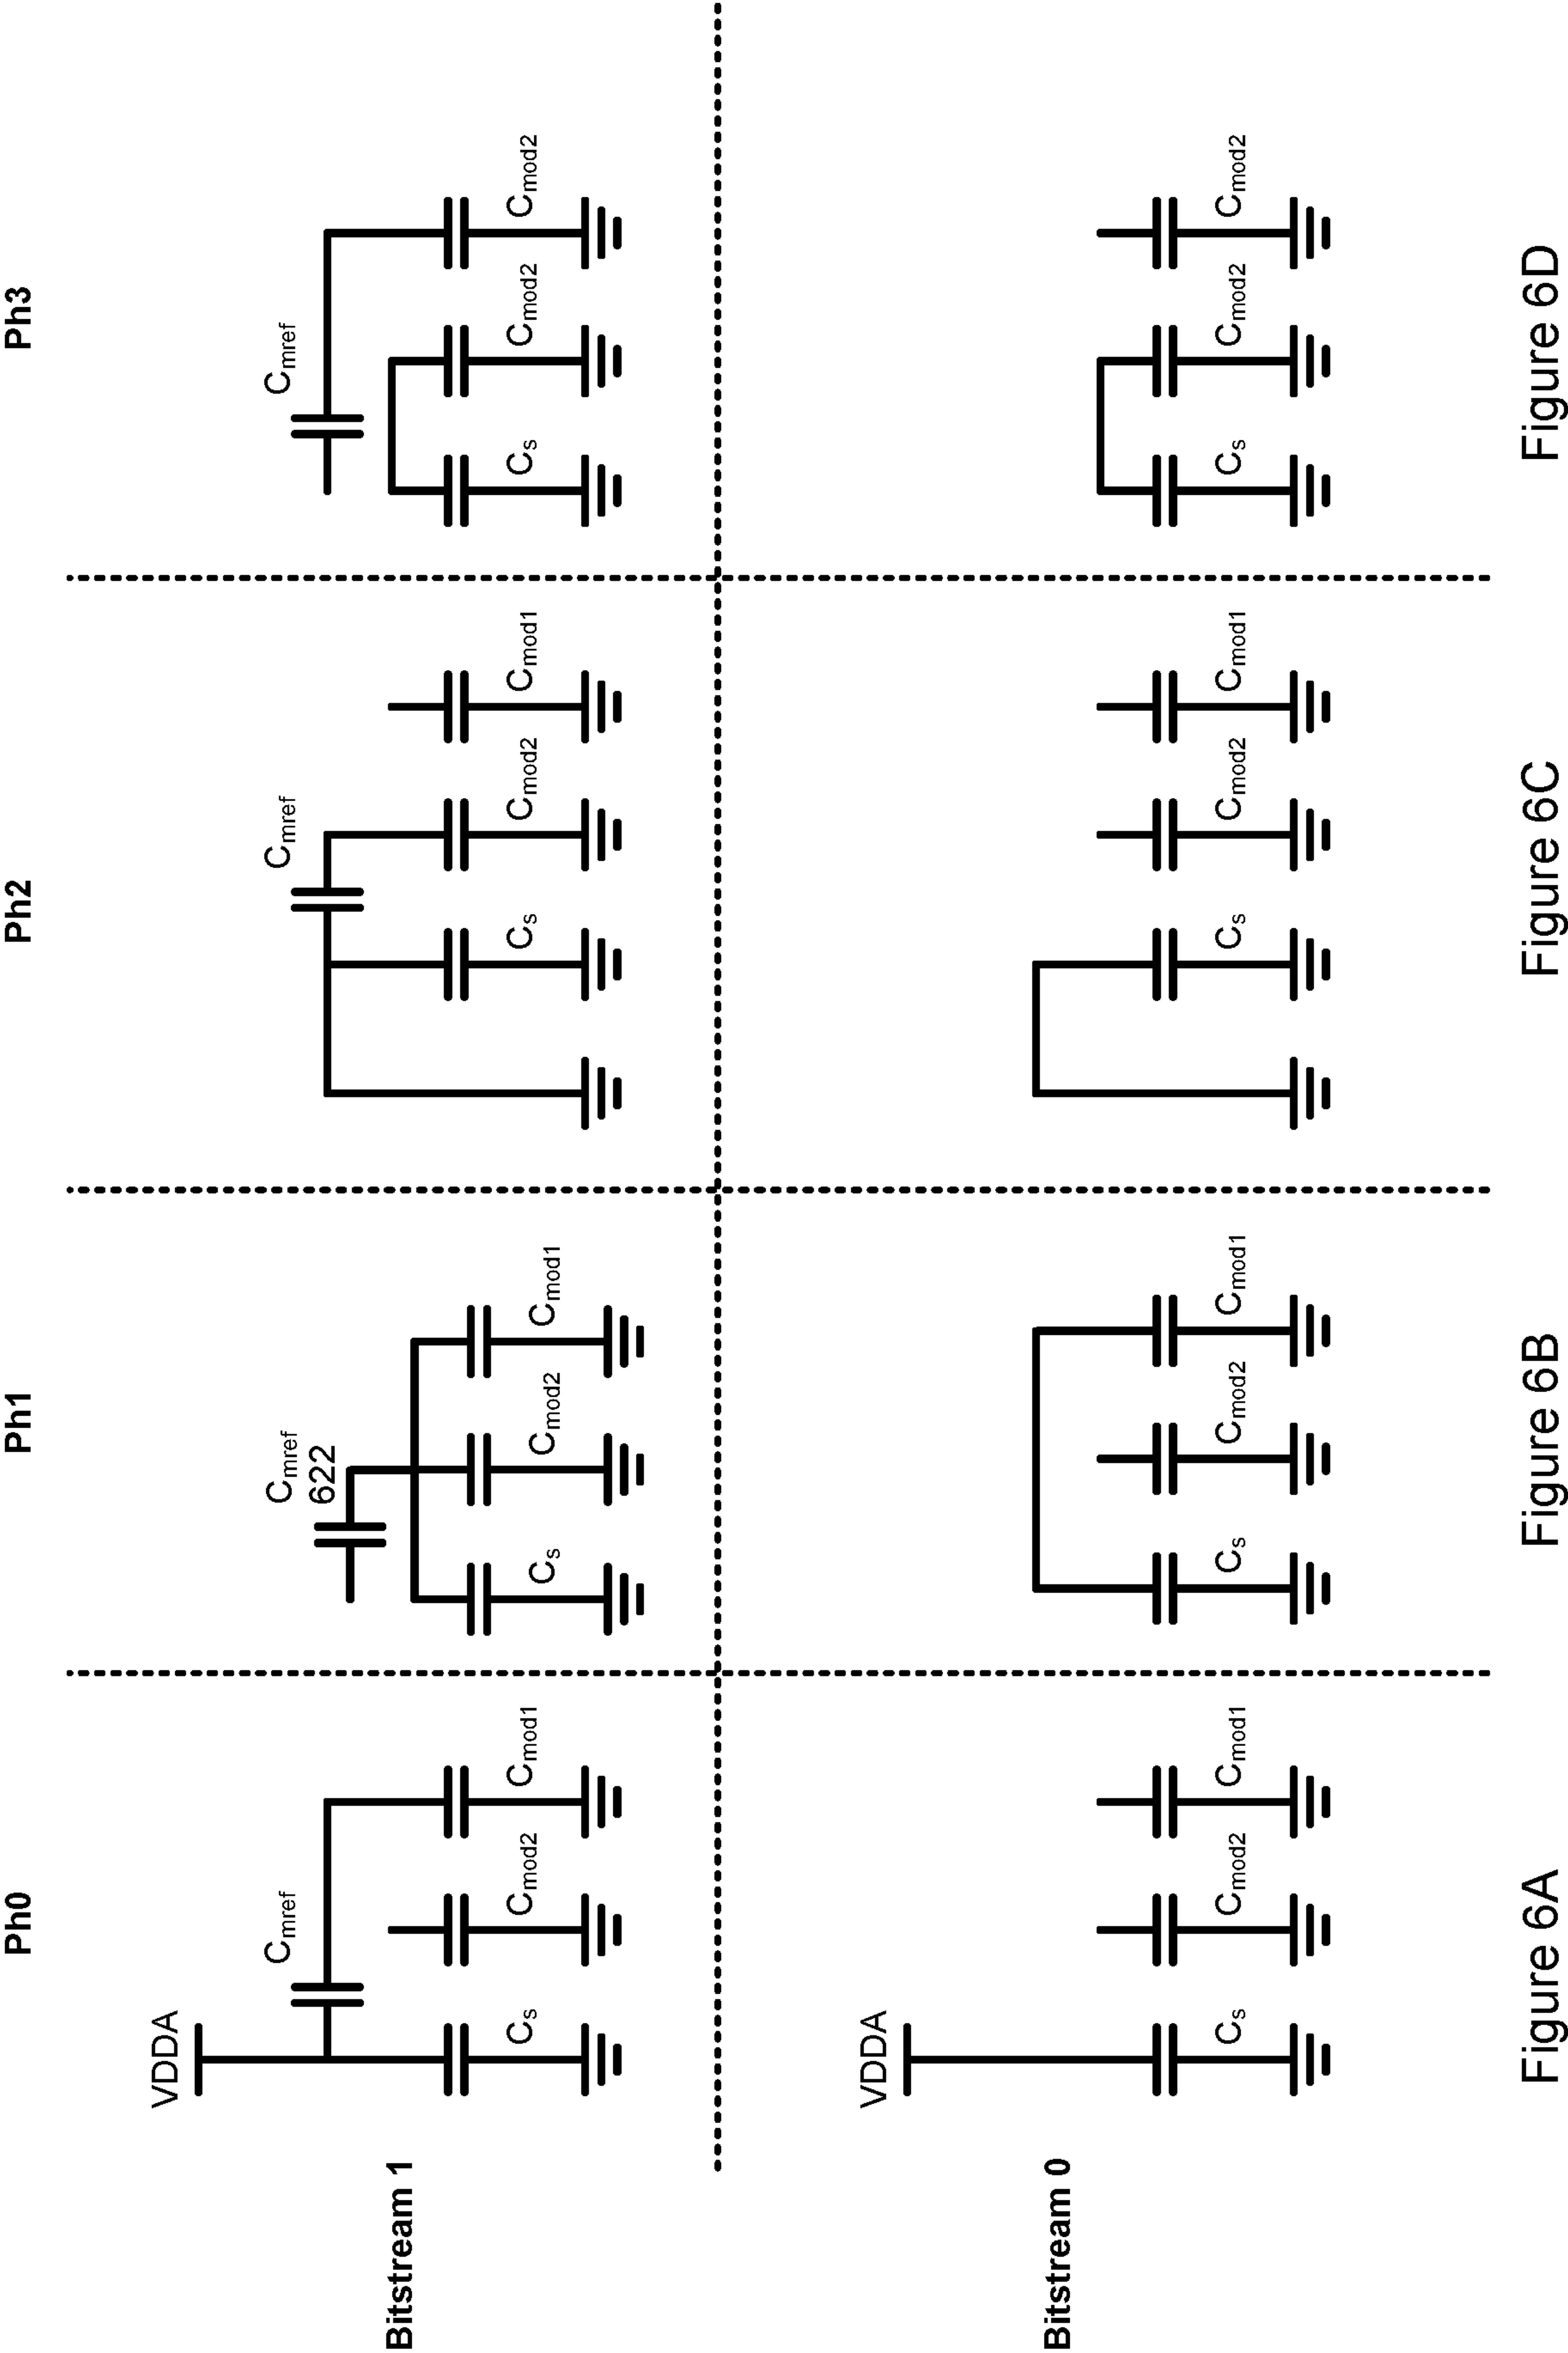 Ph0
Ph1
Ph2
Ph3
Bitstream 1
VDDA
Cmref
Cs
Cmod2
Cmod1
Cmref
622
Cs
Cmod2
Cmod1
Cmref
Cs
Cmod2
Cmod1
Cmref
Cs
Cmod2
Cmod2
Bitstream 0
VDDA
Cs
Cmod2
Cmod1
Cs
Cmod2
Cmod1
Cs
Cmod2
Cmod1
Cs
Cmod2
Cmod2
Figure 6A
Figure 6B
Figure 6C
Figure 6D